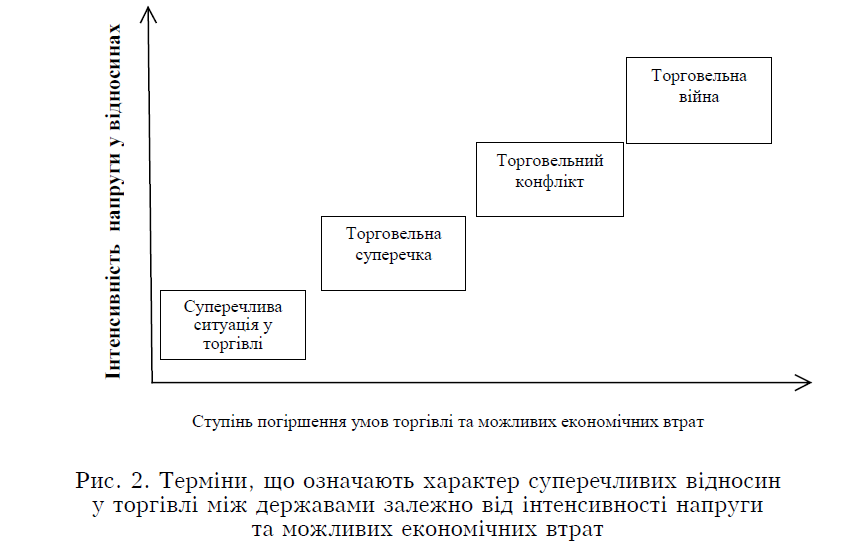 Інтенсивність напруги у відносинах
Торговельна
війна
Торговельний
конфлікт
Торговельна
суперечка
Суперечлива
ситуація у
торгівлі
Ступінь погіршення умов торгівлі та можливих економічних втрат
Рис. 2. Терміни, що означають характер суперечливих відносин
у торгівлі між державами залежно від інтенсивності напруги
та можливих економічних втрат